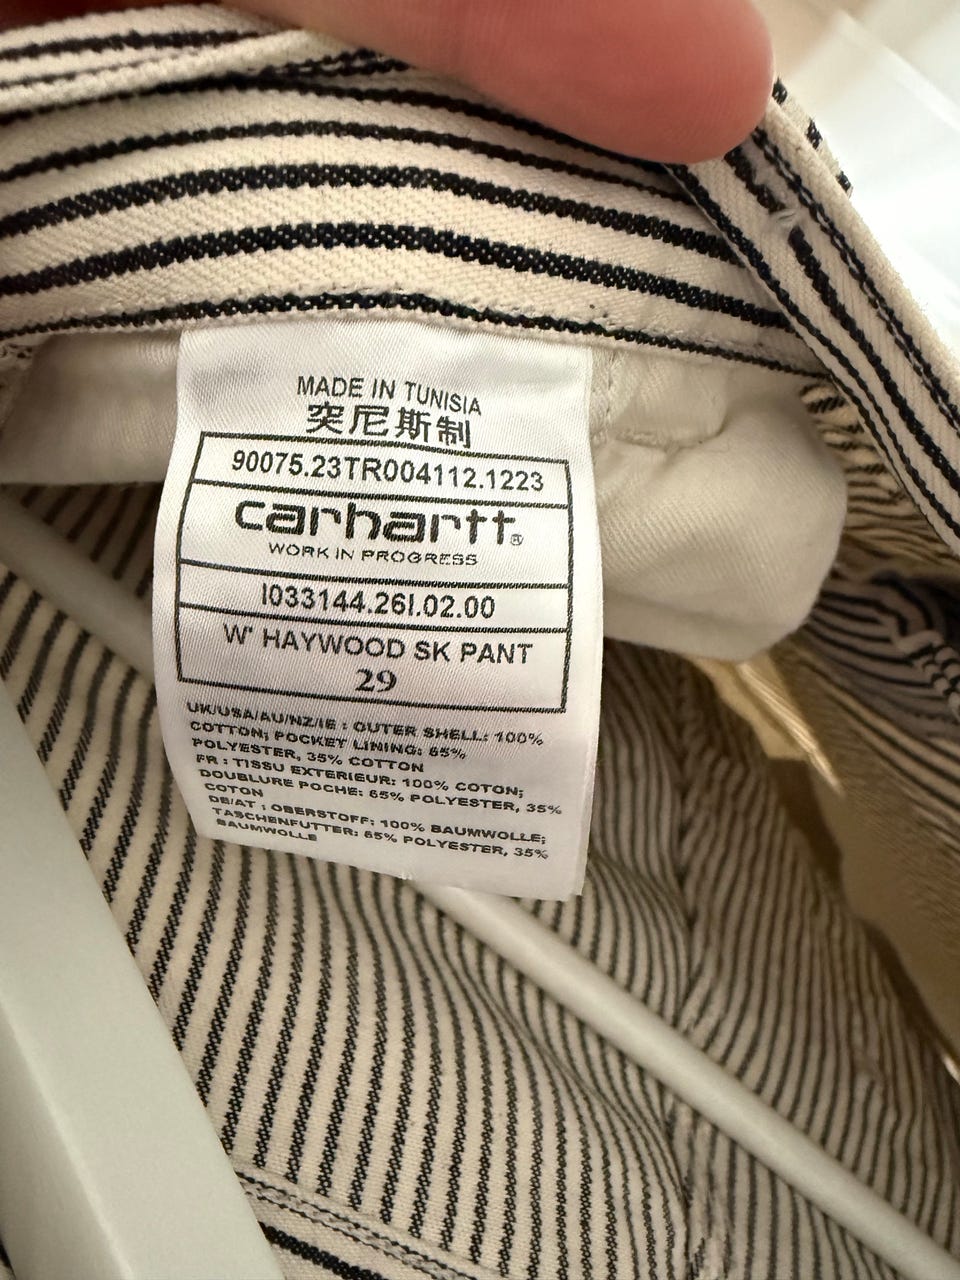 MADE IN TUNISIA
突尼斯制
90075.23TR004112.1223
carhartt®
WORK IN PROGRESS
I033144.26I.02.00
W' HAYWOOD SK PANT
29
UK/USA/AU/NZ/IE : OUTER SHELL: 100%
COTTON; POCKET LINING: 65%
POLYESTER, 35% COTTON
FR : TISSU EXTERIEUR: 100% COTON;
DOUBLURE POCHE: 65% POLYESTER, 35%
COTON
DE/AT : OBERSTOFF: 100% BAUMWOLLE;
TASCHENFUTTER: 65% POLYESTER, 35%
BAUMWOLLE